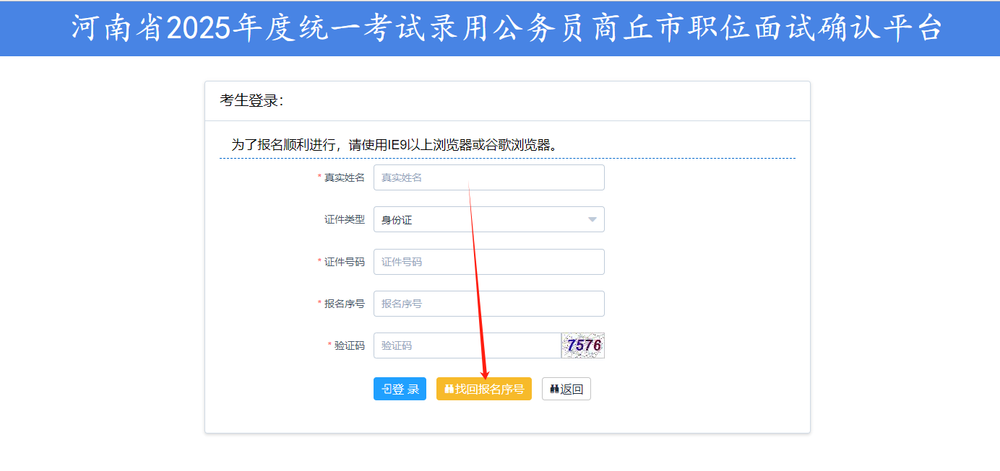 河南省2025年度统一考试录用公务员商丘市职位面试确认平台
考生登录：
为了报名顺利进行，请使用IE9以上浏览器或谷歌浏览器。
* 真实姓名 真实姓名
证件类型 身份证
* 证件号码 证件号码
* 报名序号 报名序号
* 验证码 验证码 7576
登 录 找回报名序号 返回